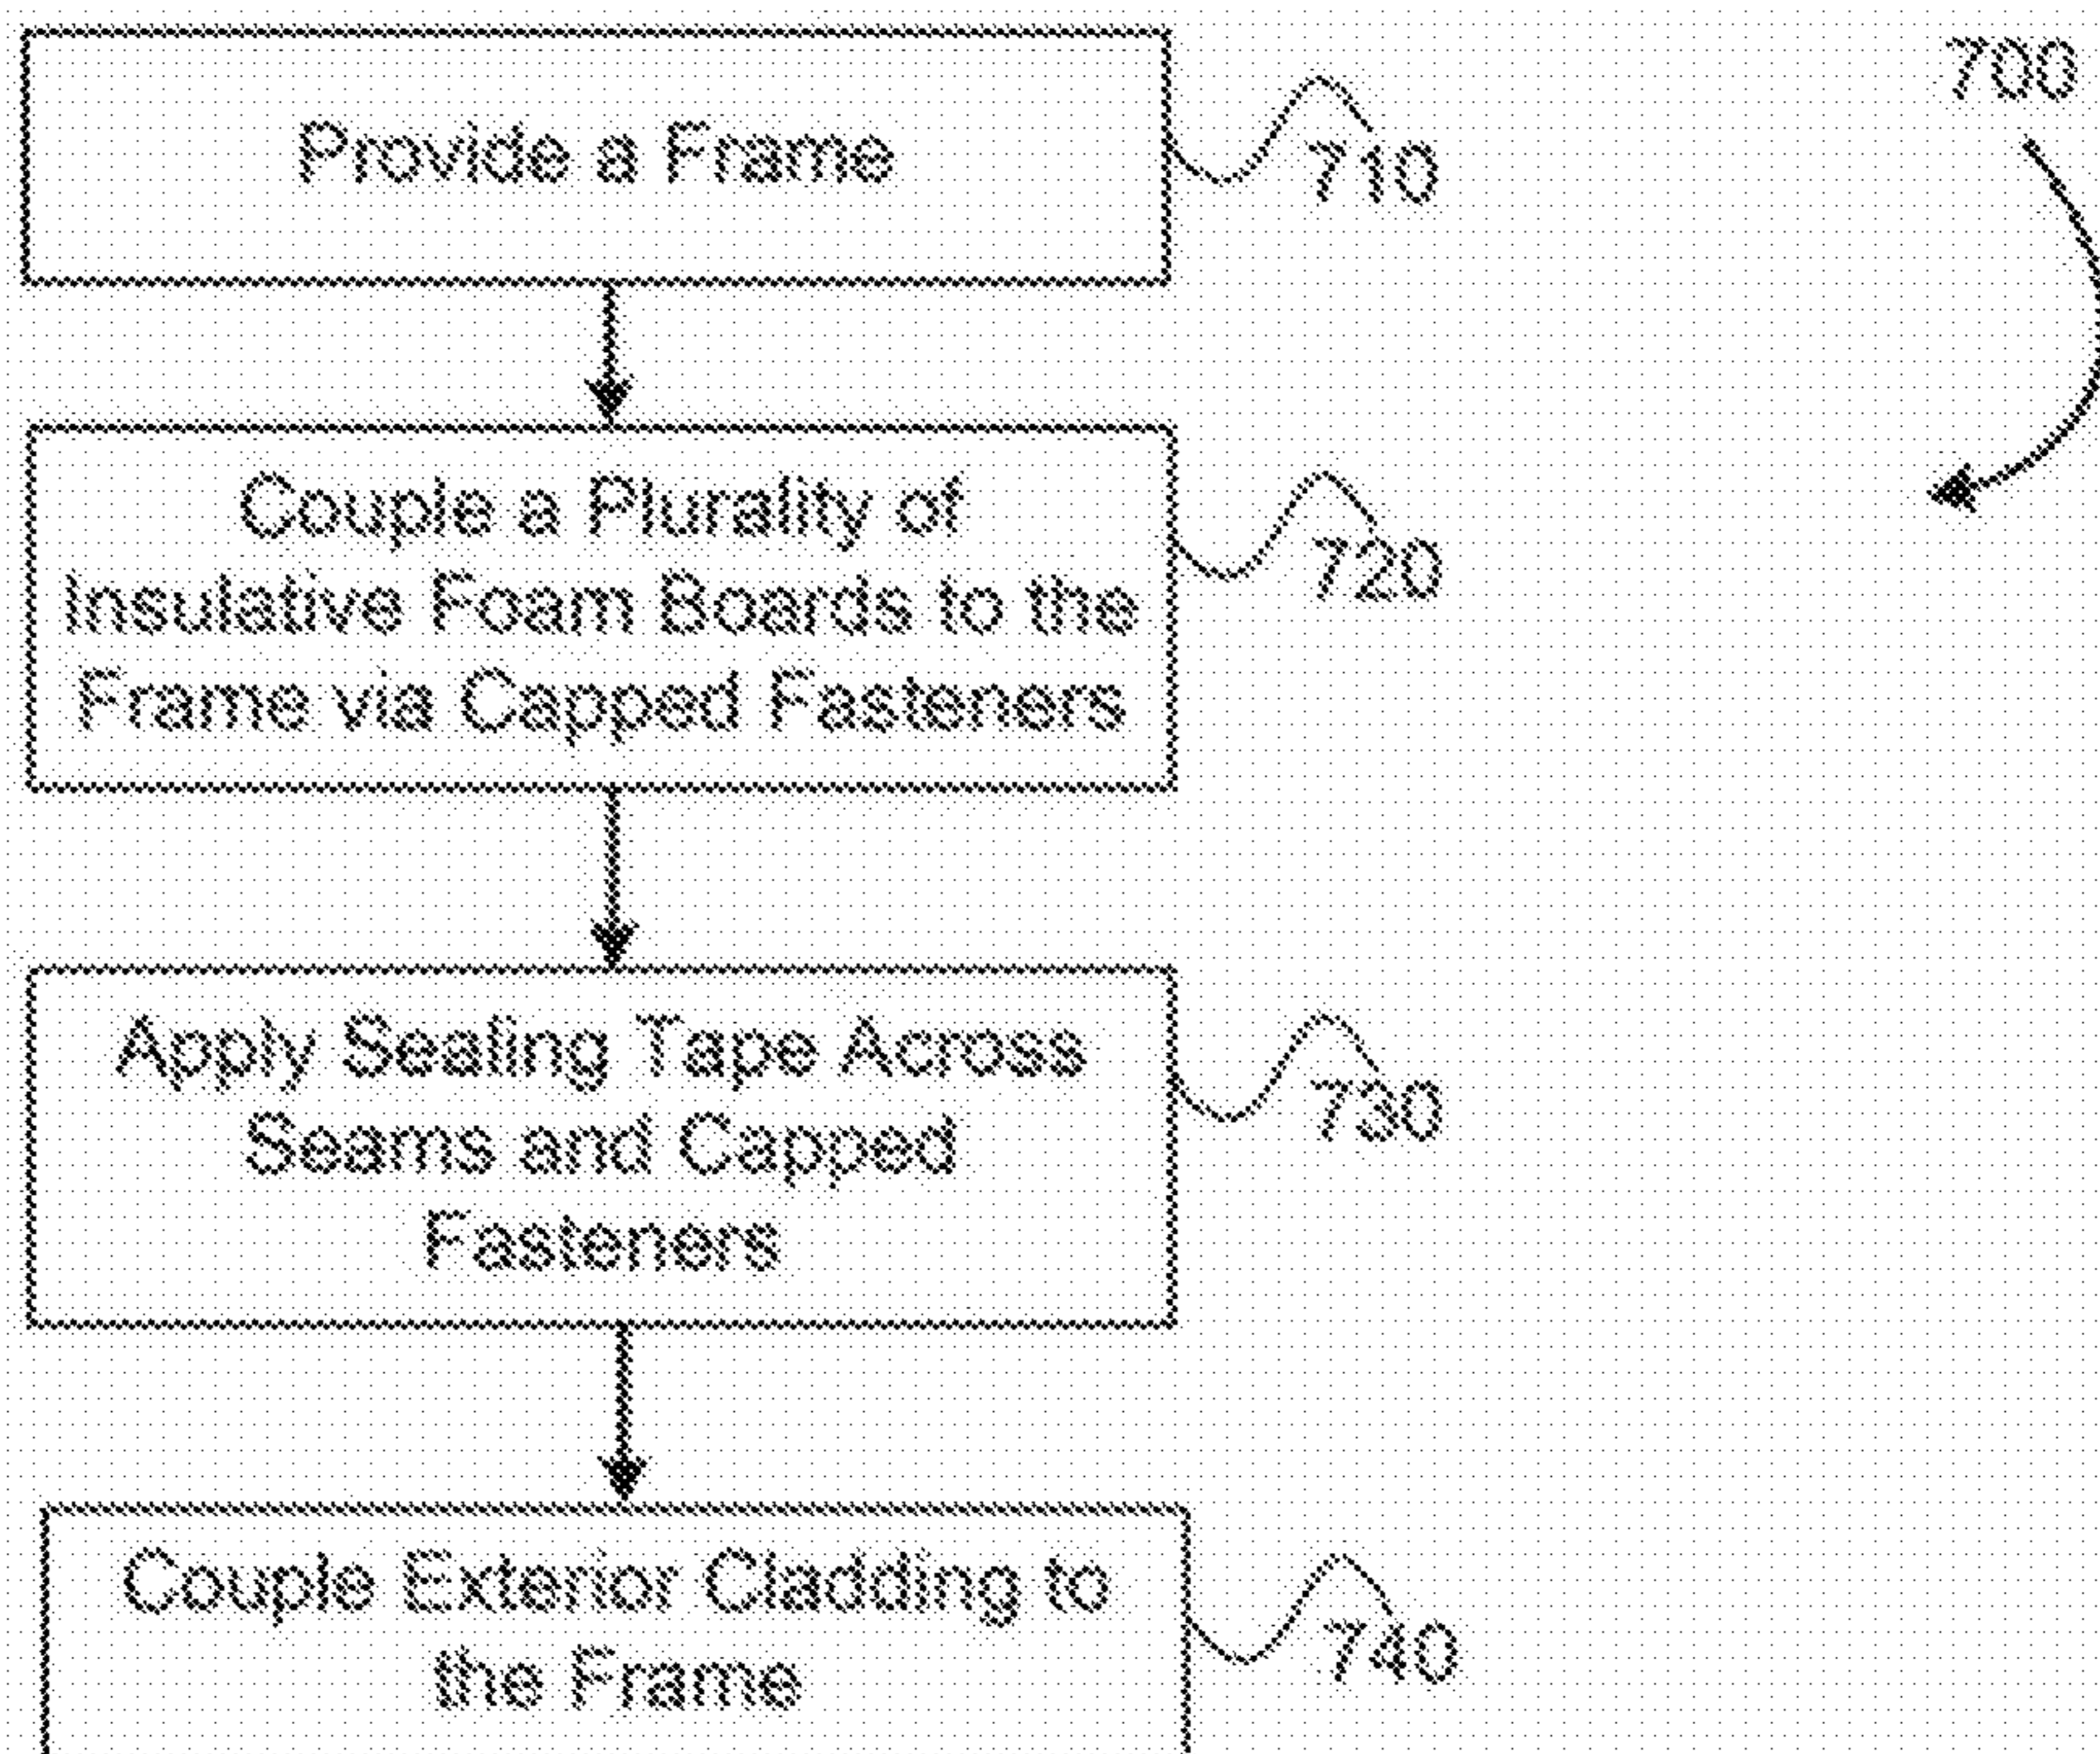 700
Provide a Frame
710
Couple a Plurality of
Insulative Foam Boards to the
Frame via Capped Fasteners
720
Apply Sealing Tape Across
Seams and Capped
Fasteners
730
Couple Exterior Cladding to
the Frame
740